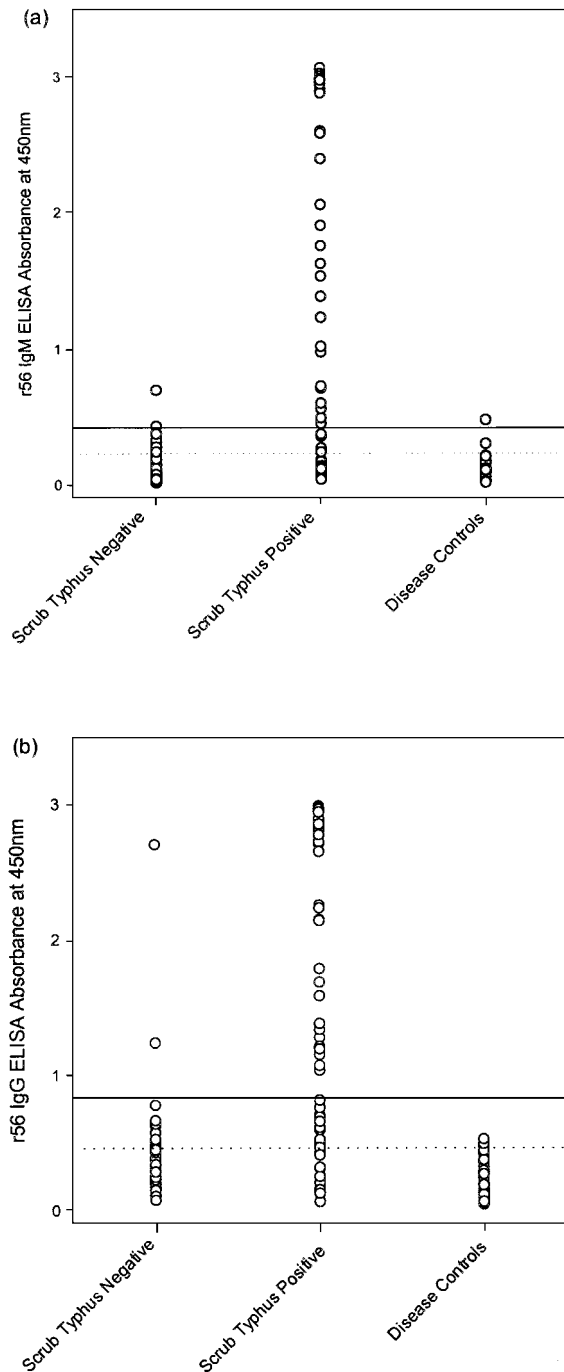 (a)
r56 IgM ELISA Absorbance at 450nm
3
2
1
0
Scrub Typhus Negative
Scrub Typhus Positive
Disease Controls
(b)
r56 IgG ELISA Absorbance at 450nm
3
2
1
0
Scrub Typhus Negative
Scrub Typhus Positive
Disease Controls